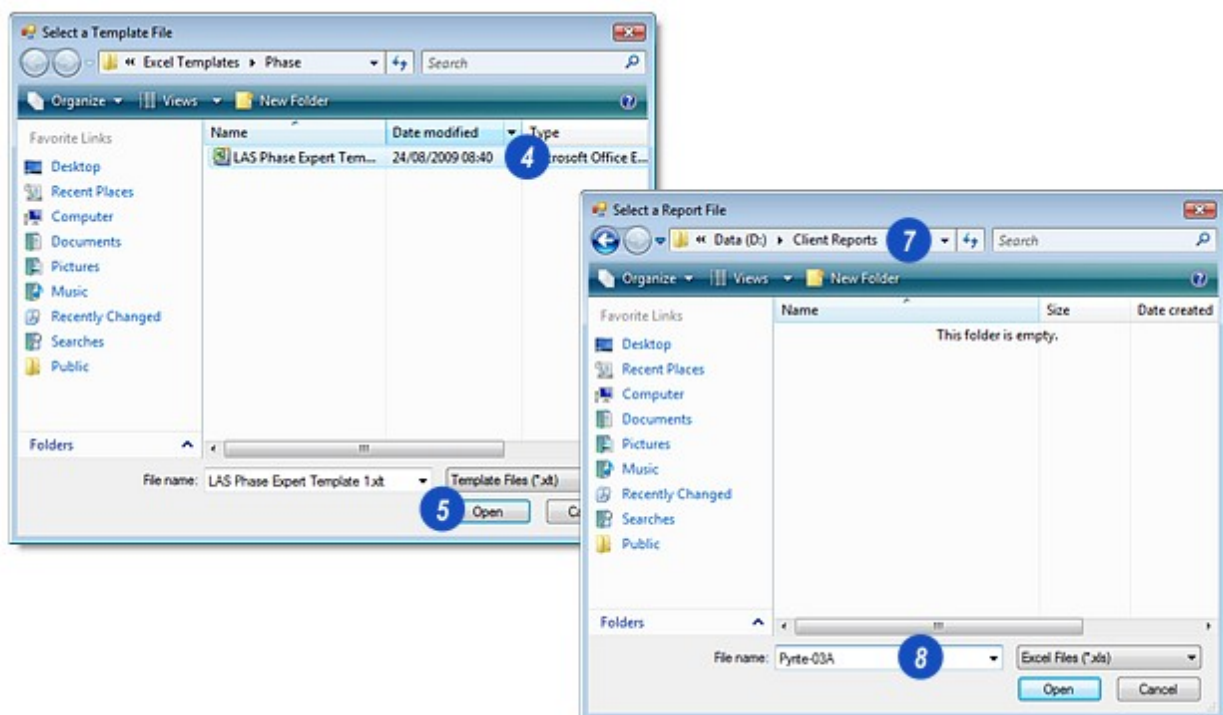 Select a Template File
« Excel Templates ▸ Phase
Search
Organize Views New Folder
Favorite Links
Desktop
Recent Places
Computer
Documents
Pictures
Music
Recently Changed
Searches
Public
Folders
Name Date modified Type
LAS Phase Expert Tem... 24/08/2009 08:40 4 crosoft Office E...
File name: LAS Phase Expert Template 1.xlt Template Files (*.xlt)
5 Open
Select a Report File
« Data (D:) ▸ Client Reports 7 Search
Organize Views New Folder
Favorite Links
Desktop
Recent Places
Computer
Documents
Pictures
Music
Recently Changed
Searches
Public
Folders
Name Size Date created
This folder is empty.
File name: Pyrte-03A 8 Excel Files (*.xls)
Open Cancel